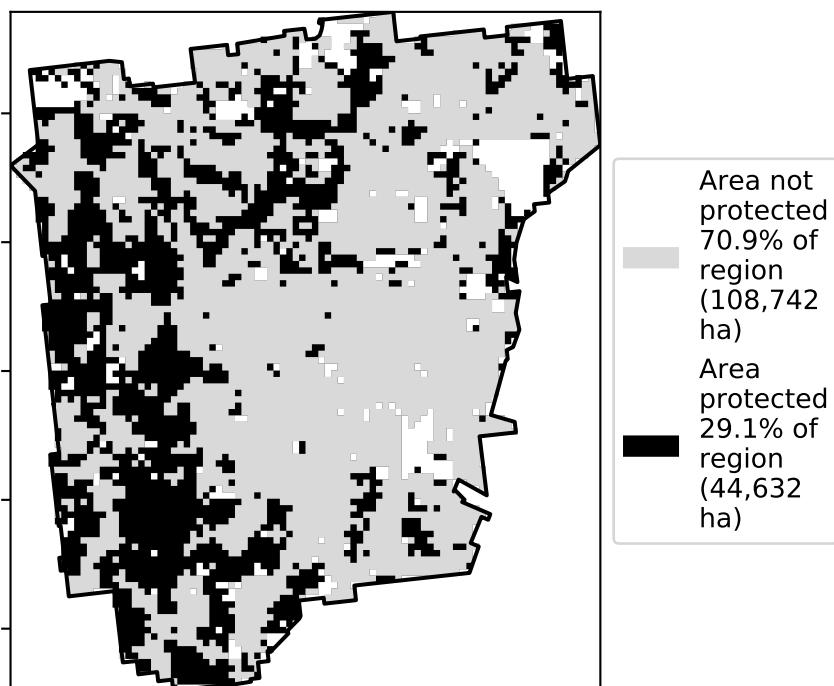 Area not
protected
70.9% of
region
(108,742
ha)
Area
protected
29.1% of
region
(44,632
ha)